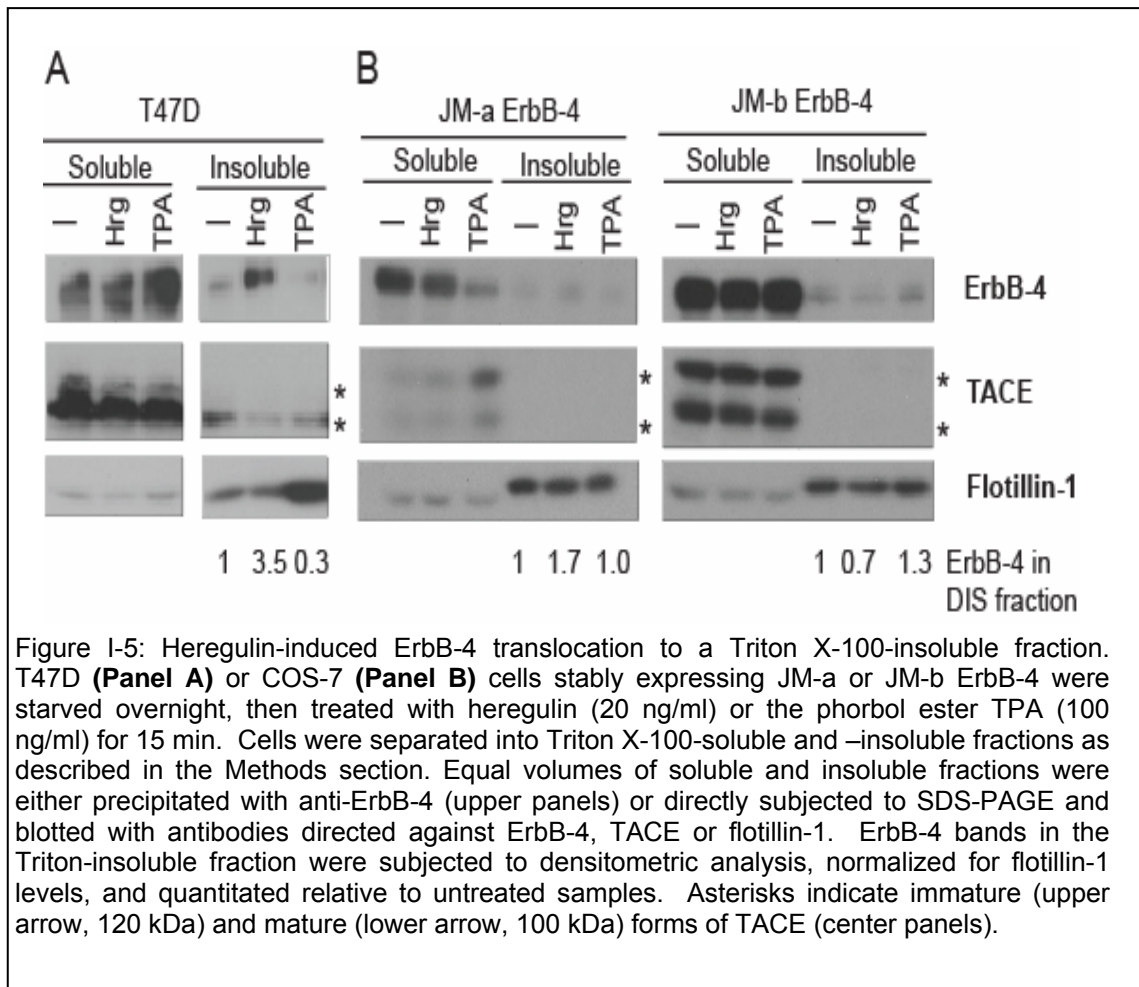 A B
T47D JM-a ErbB-4 JM-b ErbB-4
Soluble Insoluble Soluble Insoluble Soluble Insoluble
– Hrg TPA – Hrg TPA – Hrg TPA – Hrg TPA – Hrg TPA – Hrg TPA
ErbB-4
* * * TACE
* * *
Flotillin-1
1 3.5 0.3 1 1.7 1.0 1 0.7 1.3 ErbB-4 in
DIS fraction
Figure I-5: Heregulin-induced ErbB-4 translocation to a Triton X-100-insoluble fraction.
T47D (Panel A) or COS-7 (Panel B) cells stably expressing JM-a or JM-b ErbB-4 were
starved overnight, then treated with heregulin (20 ng/ml) or the phorbol ester TPA (100
ng/ml) for 15 min. Cells were separated into Triton X-100-soluble and –insoluble fractions as
described in the Methods section. Equal volumes of soluble and insoluble fractions were
either precipitated with anti-ErbB-4 (upper panels) or directly subjected to SDS-PAGE and
blotted with antibodies directed against ErbB-4, TACE or flotillin-1. ErbB-4 bands in the
Triton-insoluble fraction were subjected to densitometric analysis, normalized for flotillin-1
levels, and quantitated relative to untreated samples. Asterisks indicate immature (upper
arrow, 120 kDa) and mature (lower arrow, 100 kDa) forms of TACE (center panels).